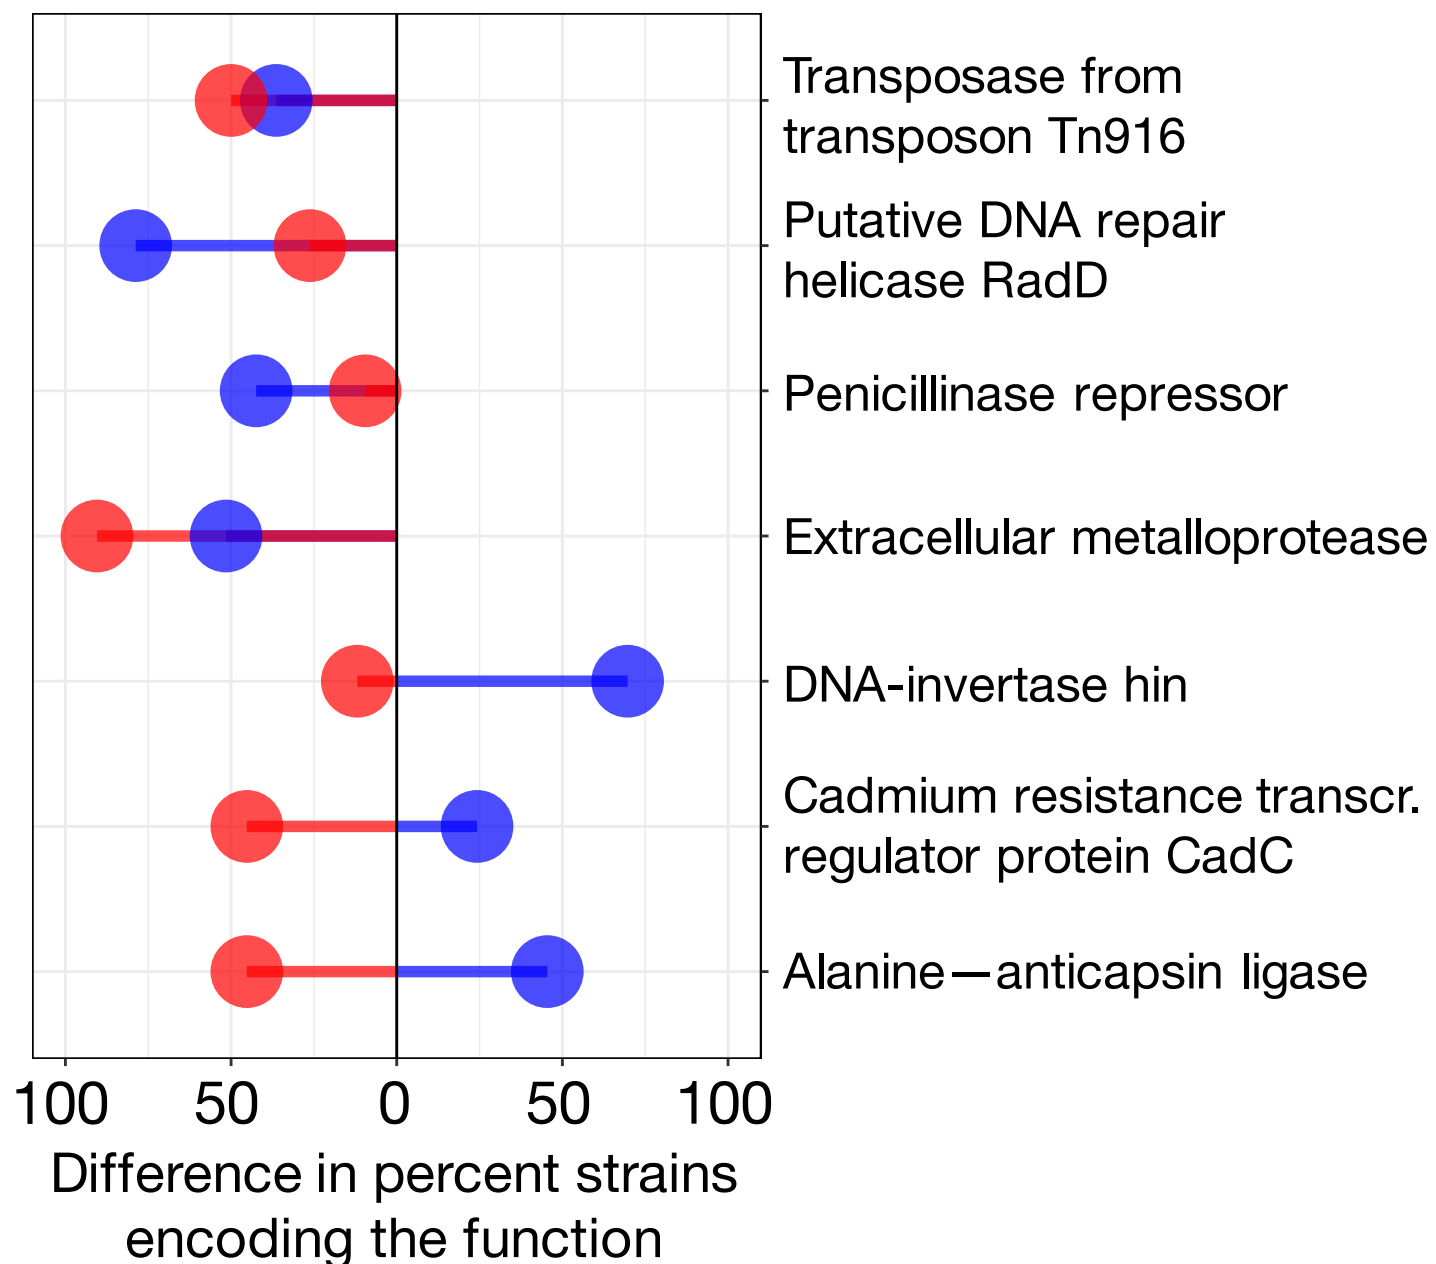 Transposase from
transposon Tn916
Putative DNA repair
helicase RadD
Penicillinase repressor
Extracellular metalloprotease
DNA-invertase hin
Cadmium resistance transcr.
regulator protein CadC
Alanine—anticapsin ligase
100 50 0 50 100
Difference in percent strains
encoding the function